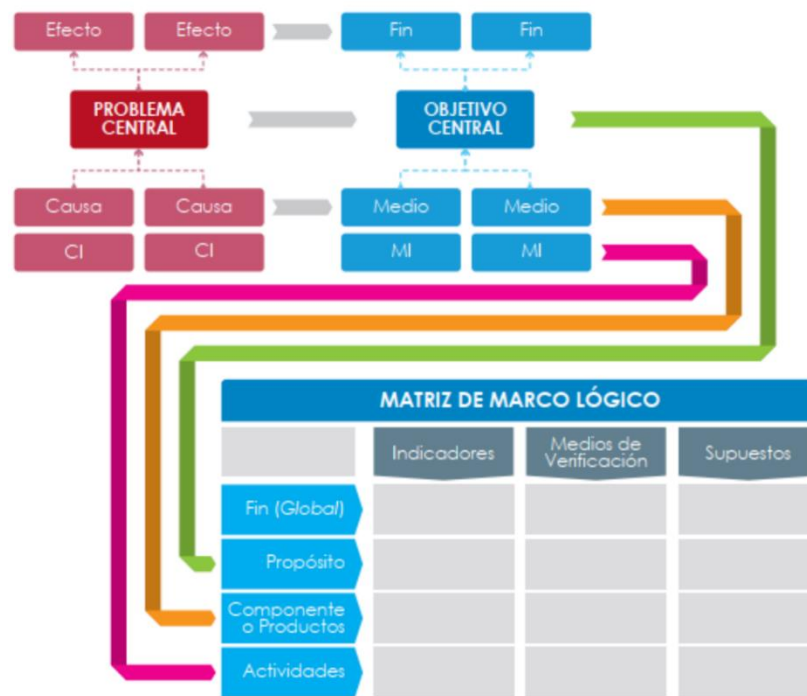 Efecto Efecto Fin Fin
PROBLEMA OBJETIVO
CENTRAL CENTRAL
Causa Causa Medio Medio
CI CI MI MI
MATRIZ DE MARCO LÓGICO
Indicadores Medios de Supuestos
Verificación
Fin (Global)
Propósito
Componente
o Productos
Actividades